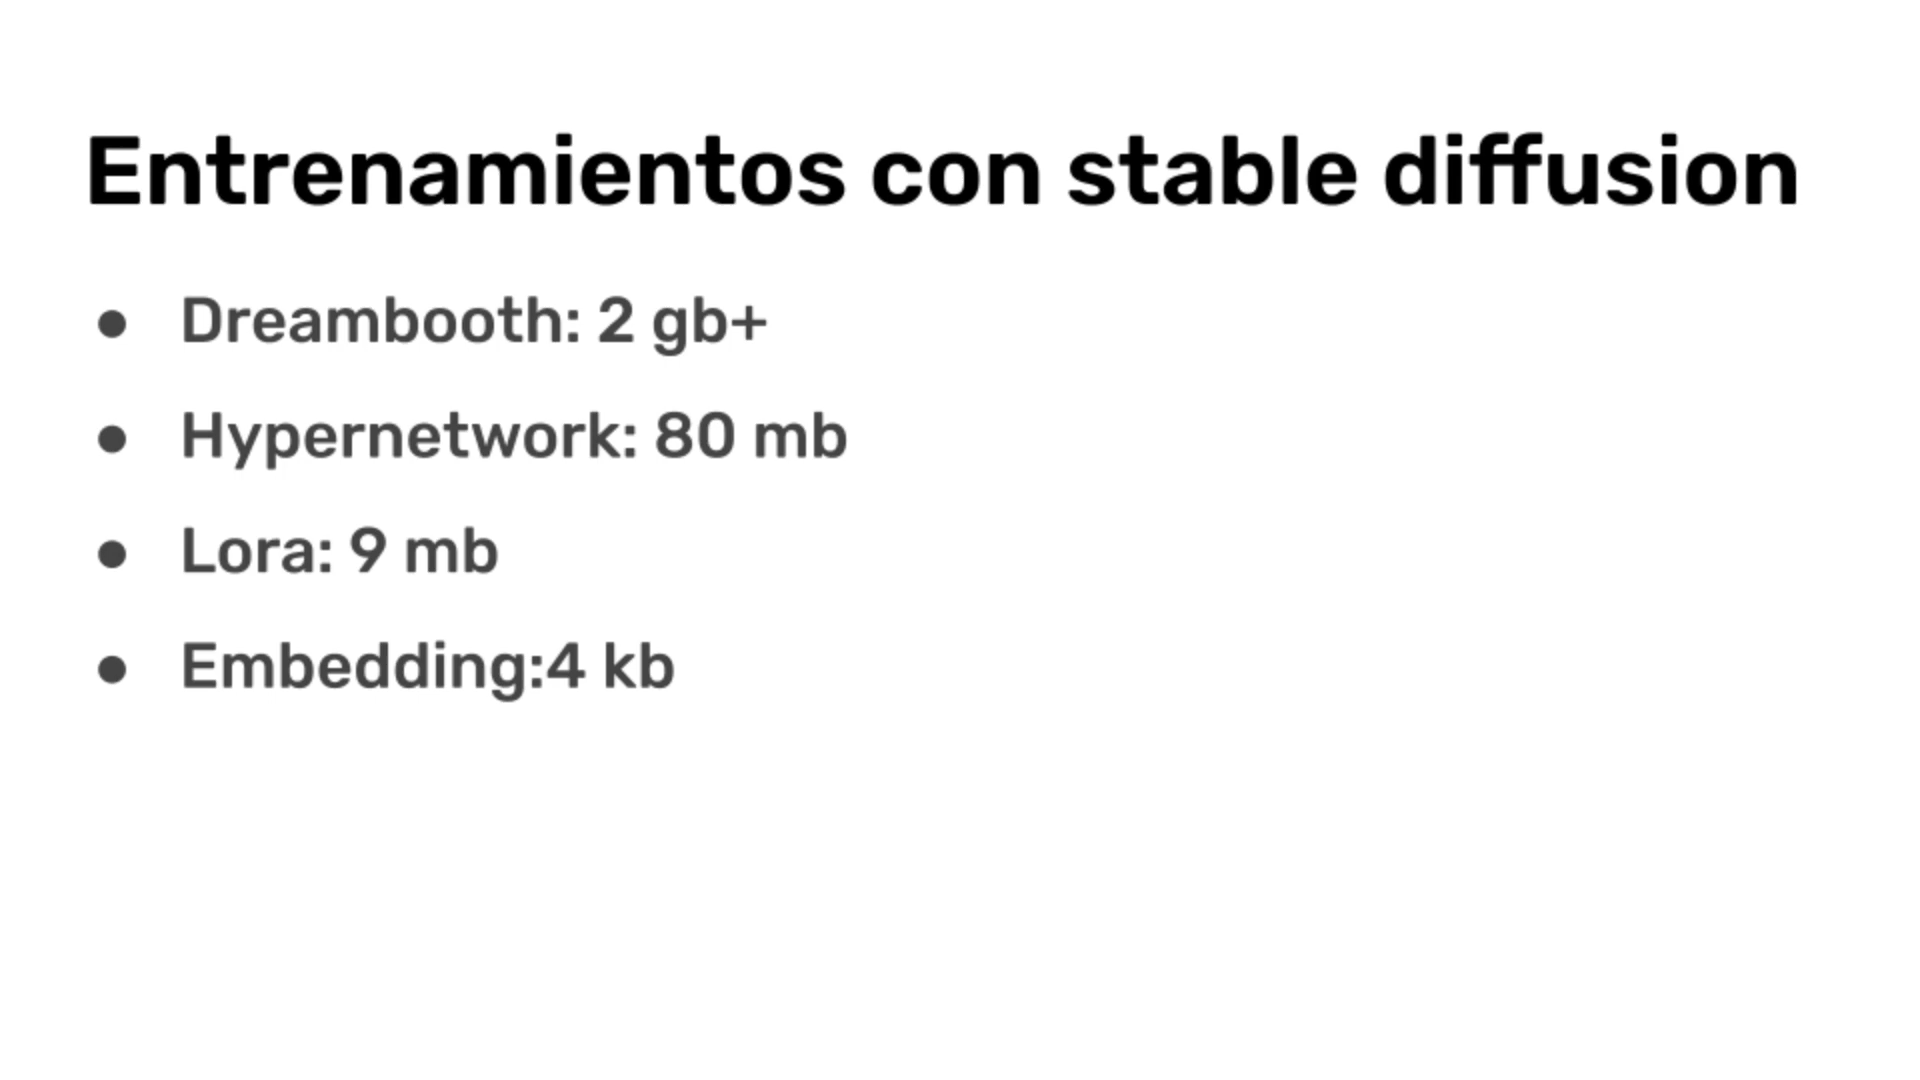 Entrenamientos con stable diffusion
● Dreambooth: 2 gb+
● Hypernetwork: 80 mb
● Lora: 9 mb
● Embedding:4 kb